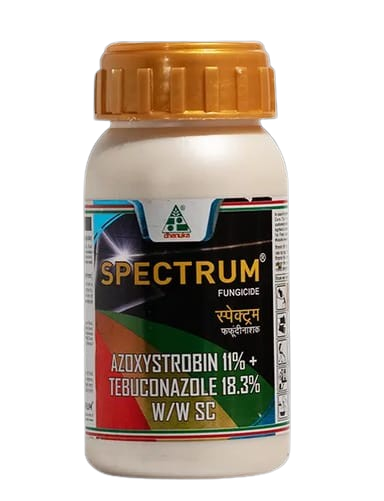 dhanuka
SPECTRUM®
FUNGICIDE
स्पेक्ट्रम
फफूंदीनाशक
AZOXYSTROBIN 11% +
TEBUCONAZOLE 18.3%
W/W SC